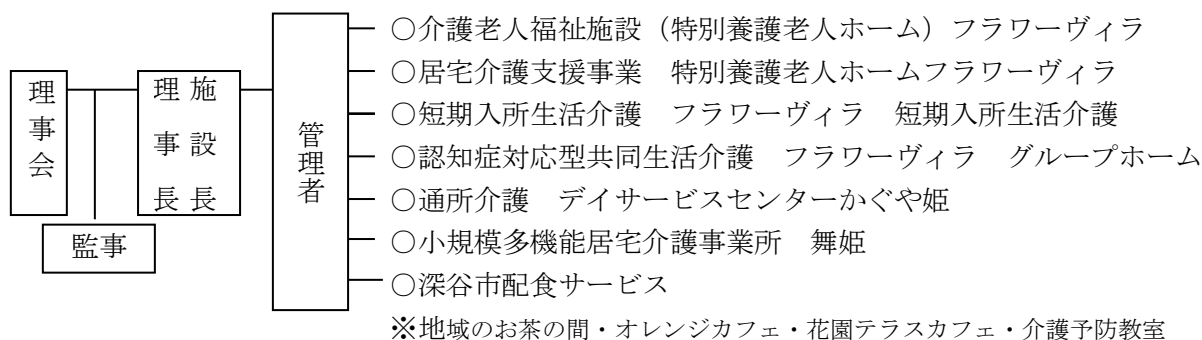 理事会
理事長
施設長
監事
管理者
○介護老人福祉施設（特別養護老人ホーム）フラワーヴィラ
○居宅介護支援事業　特別養護老人ホームフラワーヴィラ
○短期入所生活介護　フラワーヴィラ　短期入所生活介護
○認知症対応型共同生活介護　フラワーヴィラ　グループホーム
○通所介護　デイサービスセンターかぐや姫
○小規模多機能居宅介護事業所　舞姫
○深谷市配食サービス
※地域のお茶の間・オレンジカフェ・花園テラスカフェ・介護予防教室